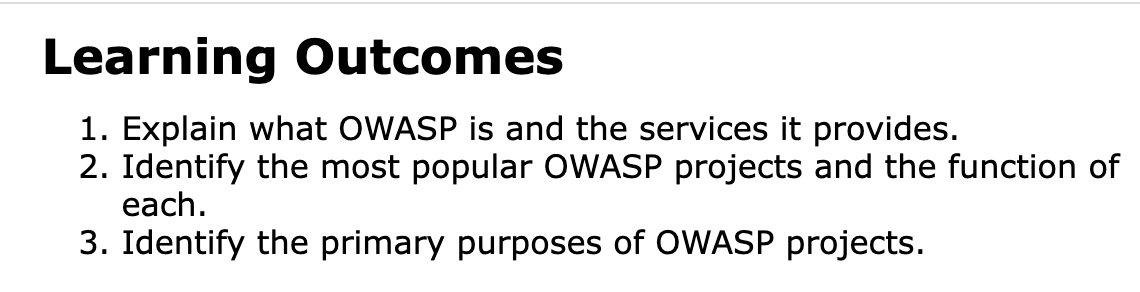 Learning Outcomes
1. Explain what OWASP is and the services it provides.
2. Identify the most popular OWASP projects and the function of
each.
3. Identify the primary purposes of OWASP projects.